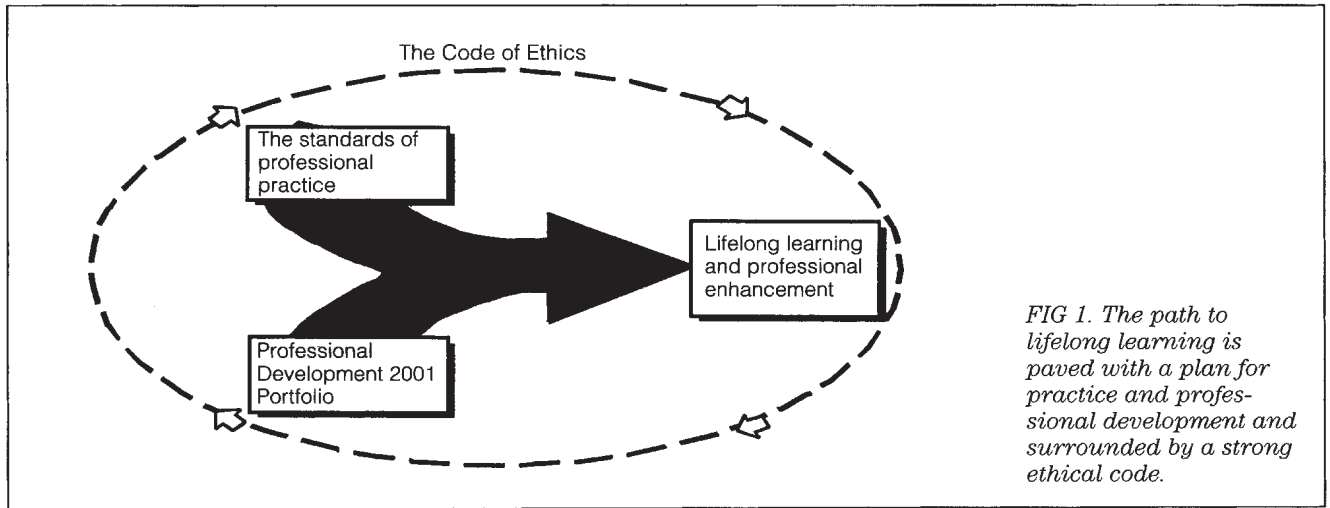 The Code of Ethics
The standards of
professional
practice
Lifelong learning
and professional
enhancement
Professional
Development 2001
Portfolio
FIG 1. The path to
lifelong learning is
paved with a plan for
practice and profes-
sional development and
surrounded by a strong
ethical code.